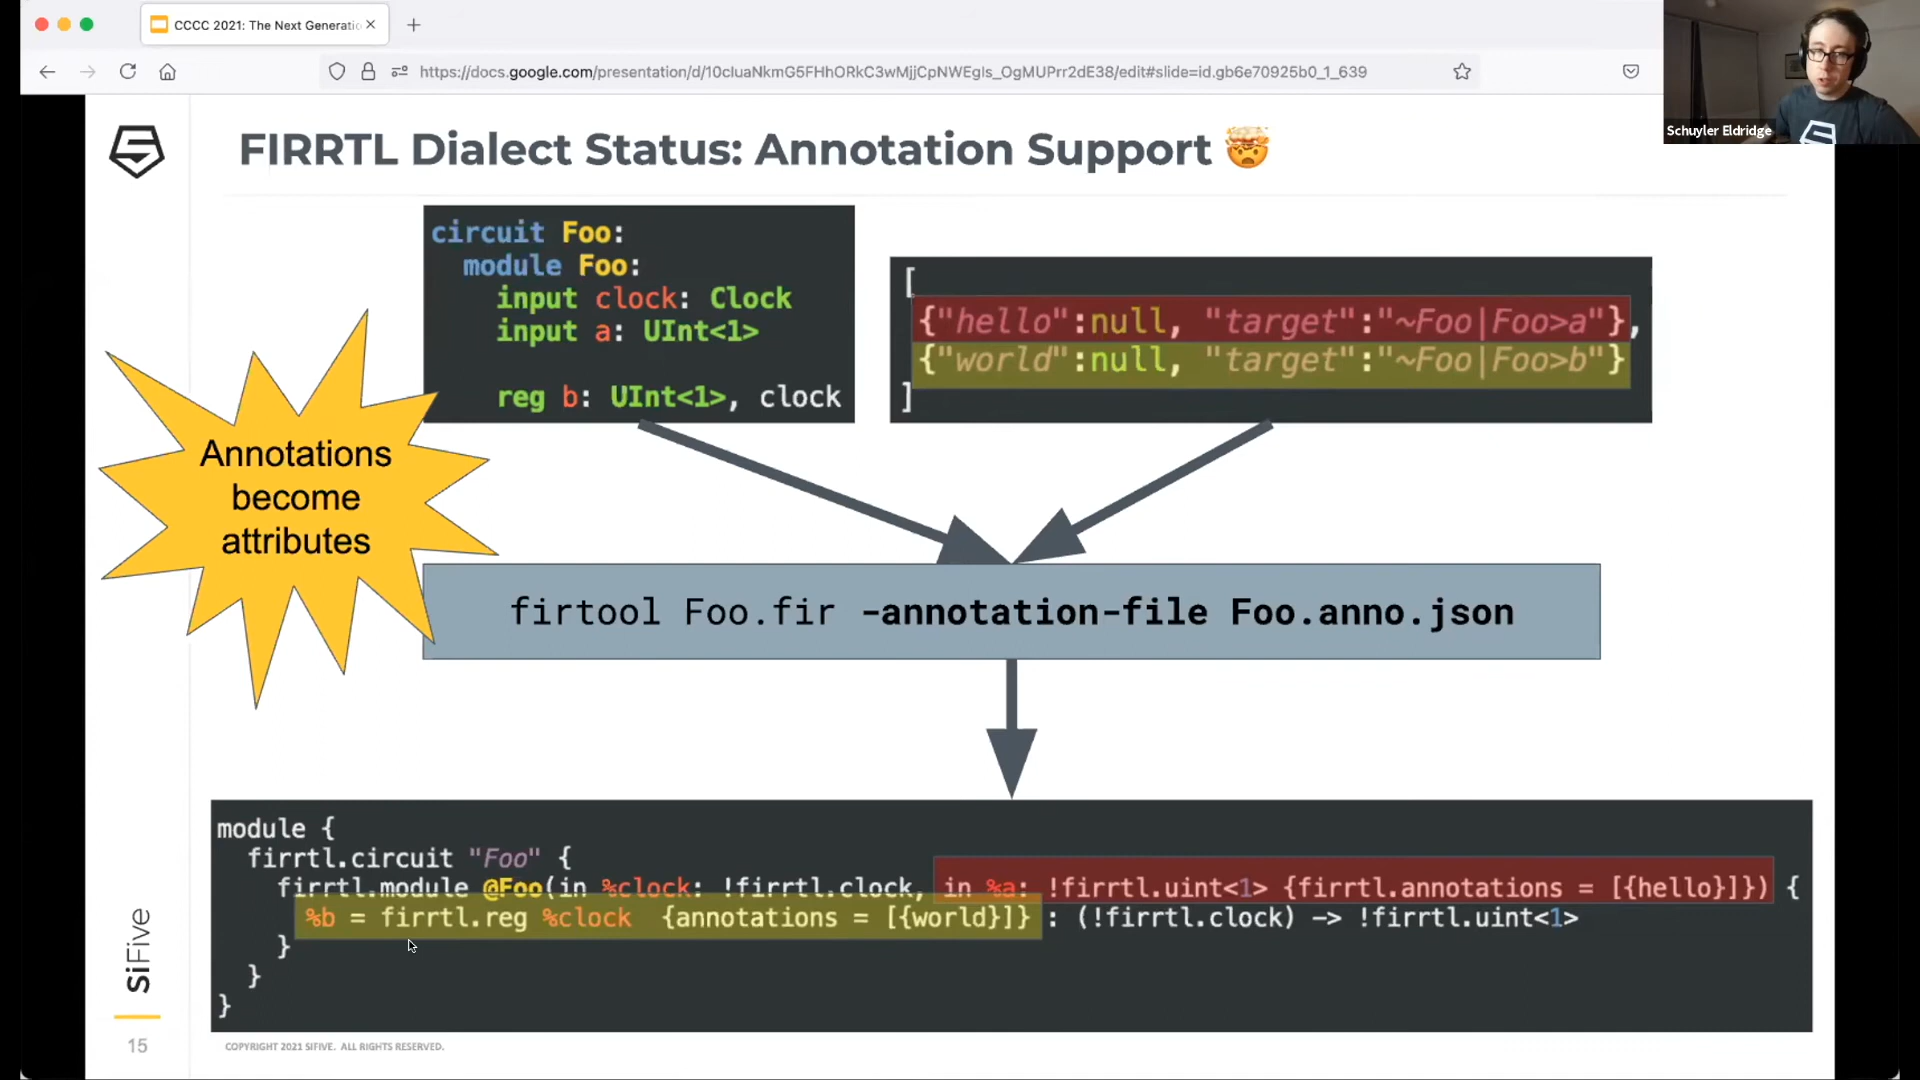 CCCC 2021: The Next Generatio
https://docs.google.com/presentation/d/10cIuaNkmG5FHhORkC3wMjjCpNWEgIs_OgMUPrr2dE38/edit#slide=id.gb6e70925b0_1_639
Schuyler Eldridge
FIRRTL Dialect Status: Annotation Support 🤯
circuit Foo:
module Foo:
input clock: Clock
input a: UInt<1>
reg b: UInt<1>, clock
[
{"hello":null, "target":"~Foo|Foo>a"},
{"world":null, "target":"~Foo|Foo>b"}
]
Annotations
become
attributes
firtool Foo.fir -annotation-file Foo.anno.json
module {
firrtl.circuit "Foo" {
firrtl.module @Foo(in %clock: !firrtl.clock, in %a: !firrtl.uint<1> {firrtl.annotations = [{hello}]}) {
%b = firrtl.reg %clock {annotations = [{world}]} : (!firrtl.clock) -> !firrtl.uint<1>
}
}
}
SiFive
15
COPYRIGHT 2021 SIFIVE. ALL RIGHTS RESERVED.